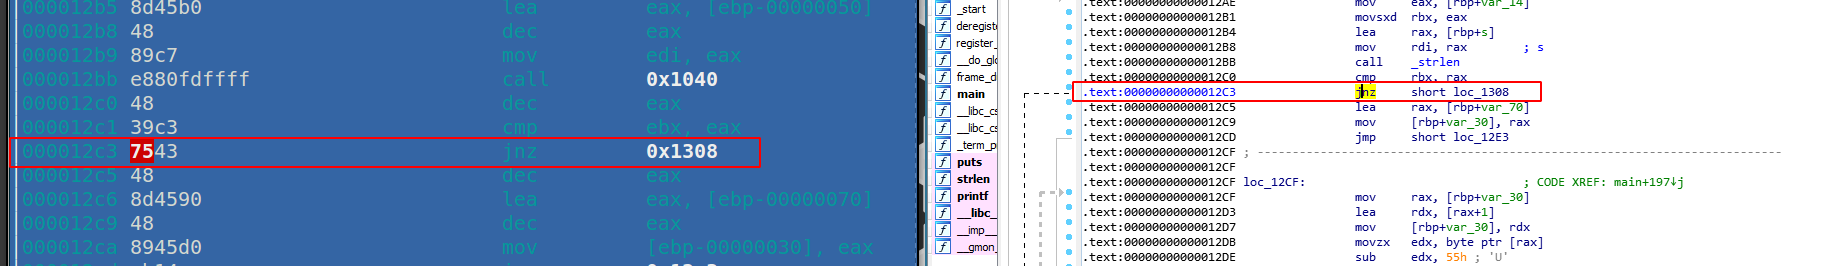 000012b5 8d45b0 lea eax, [ebp-00000050]
000012b8 48 dec eax
000012b9 89c7 mov edi, eax
000012bb e880fdffff call 0x1040
000012c0 48 dec eax
000012c1 39c3 cmp ebx, eax
000012c3 7543 jnz 0x1308
000012c5 48 dec eax
000012c6 8d4590 lea eax, [ebp-00000070]
000012c9 48 dec eax
000012ca 8945d0 mov [ebp-00000030], eax
f _start
f deregiste
f register_
f __do_glo
f frame_d
f main
f __libc_cs
f __libc_cs
f _term_p
f puts
f strlen
f printf
f __libc_
f __imp__
f __gmon_
.text:00000000000012AE mov eax, [rbp+var_14]
.text:00000000000012B1 movsxd rbx, eax
.text:00000000000012B4 lea rax, [rbp+s]
.text:00000000000012B8 mov rdi, rax ; s
.text:00000000000012BB call _strlen
.text:00000000000012C0 cmp rbx, rax
.text:00000000000012C3 jnz short loc_1308
.text:00000000000012C5 lea rax, [rbp+var_70]
.text:00000000000012C9 mov [rbp+var_30], rax
.text:00000000000012CD jmp short loc_12E3
.text:00000000000012CF ; ---------------------------------------------------------------------------
.text:00000000000012CF
.text:00000000000012CF loc_12CF: ; CODE XREF: main+197↓j
.text:00000000000012CF mov rax, [rbp+var_30]
.text:00000000000012D3 lea rdx, [rax+1]
.text:00000000000012D7 mov [rbp+var_30], rdx
.text:00000000000012DB movzx edx, byte ptr [rax]
.text:00000000000012DE sub edx, 55h ; 'U'